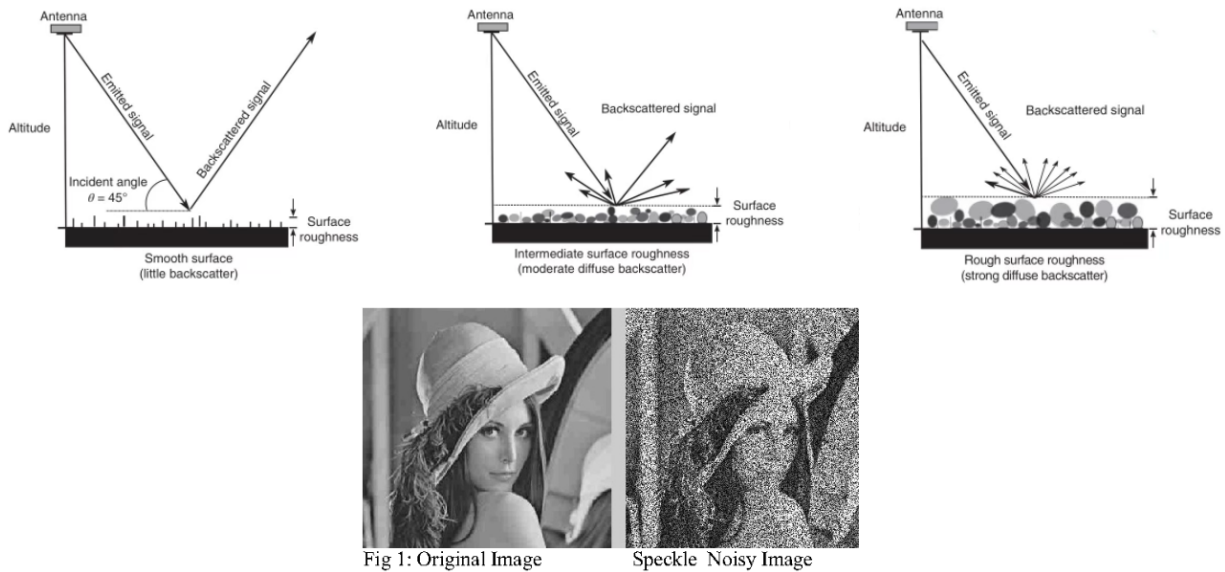 Antenna
Emitted signal
Backscattered signal
Altitude
Incident angle
θ = 45°
Surface
roughness
Smooth surface
(little backscatter)
Antenna
Emitted signal
Backscattered signal
Altitude
Surface
roughness
Intermediate surface roughness
(moderate diffuse backscatter)
Antenna
Emitted signal
Backscattered signal
Altitude
Surface
roughness
Rough surface roughness
(strong diffuse backscatter)
Fig 1: Original Image
Speckle Noisy Image